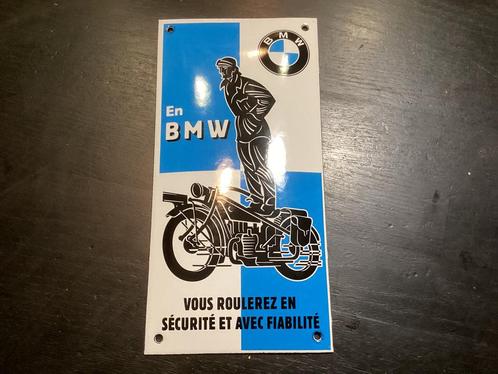 BMW
En
BMW
VOUS ROULEREZ EN
SÉCURITÉ ET AVEC FIABILITÉ